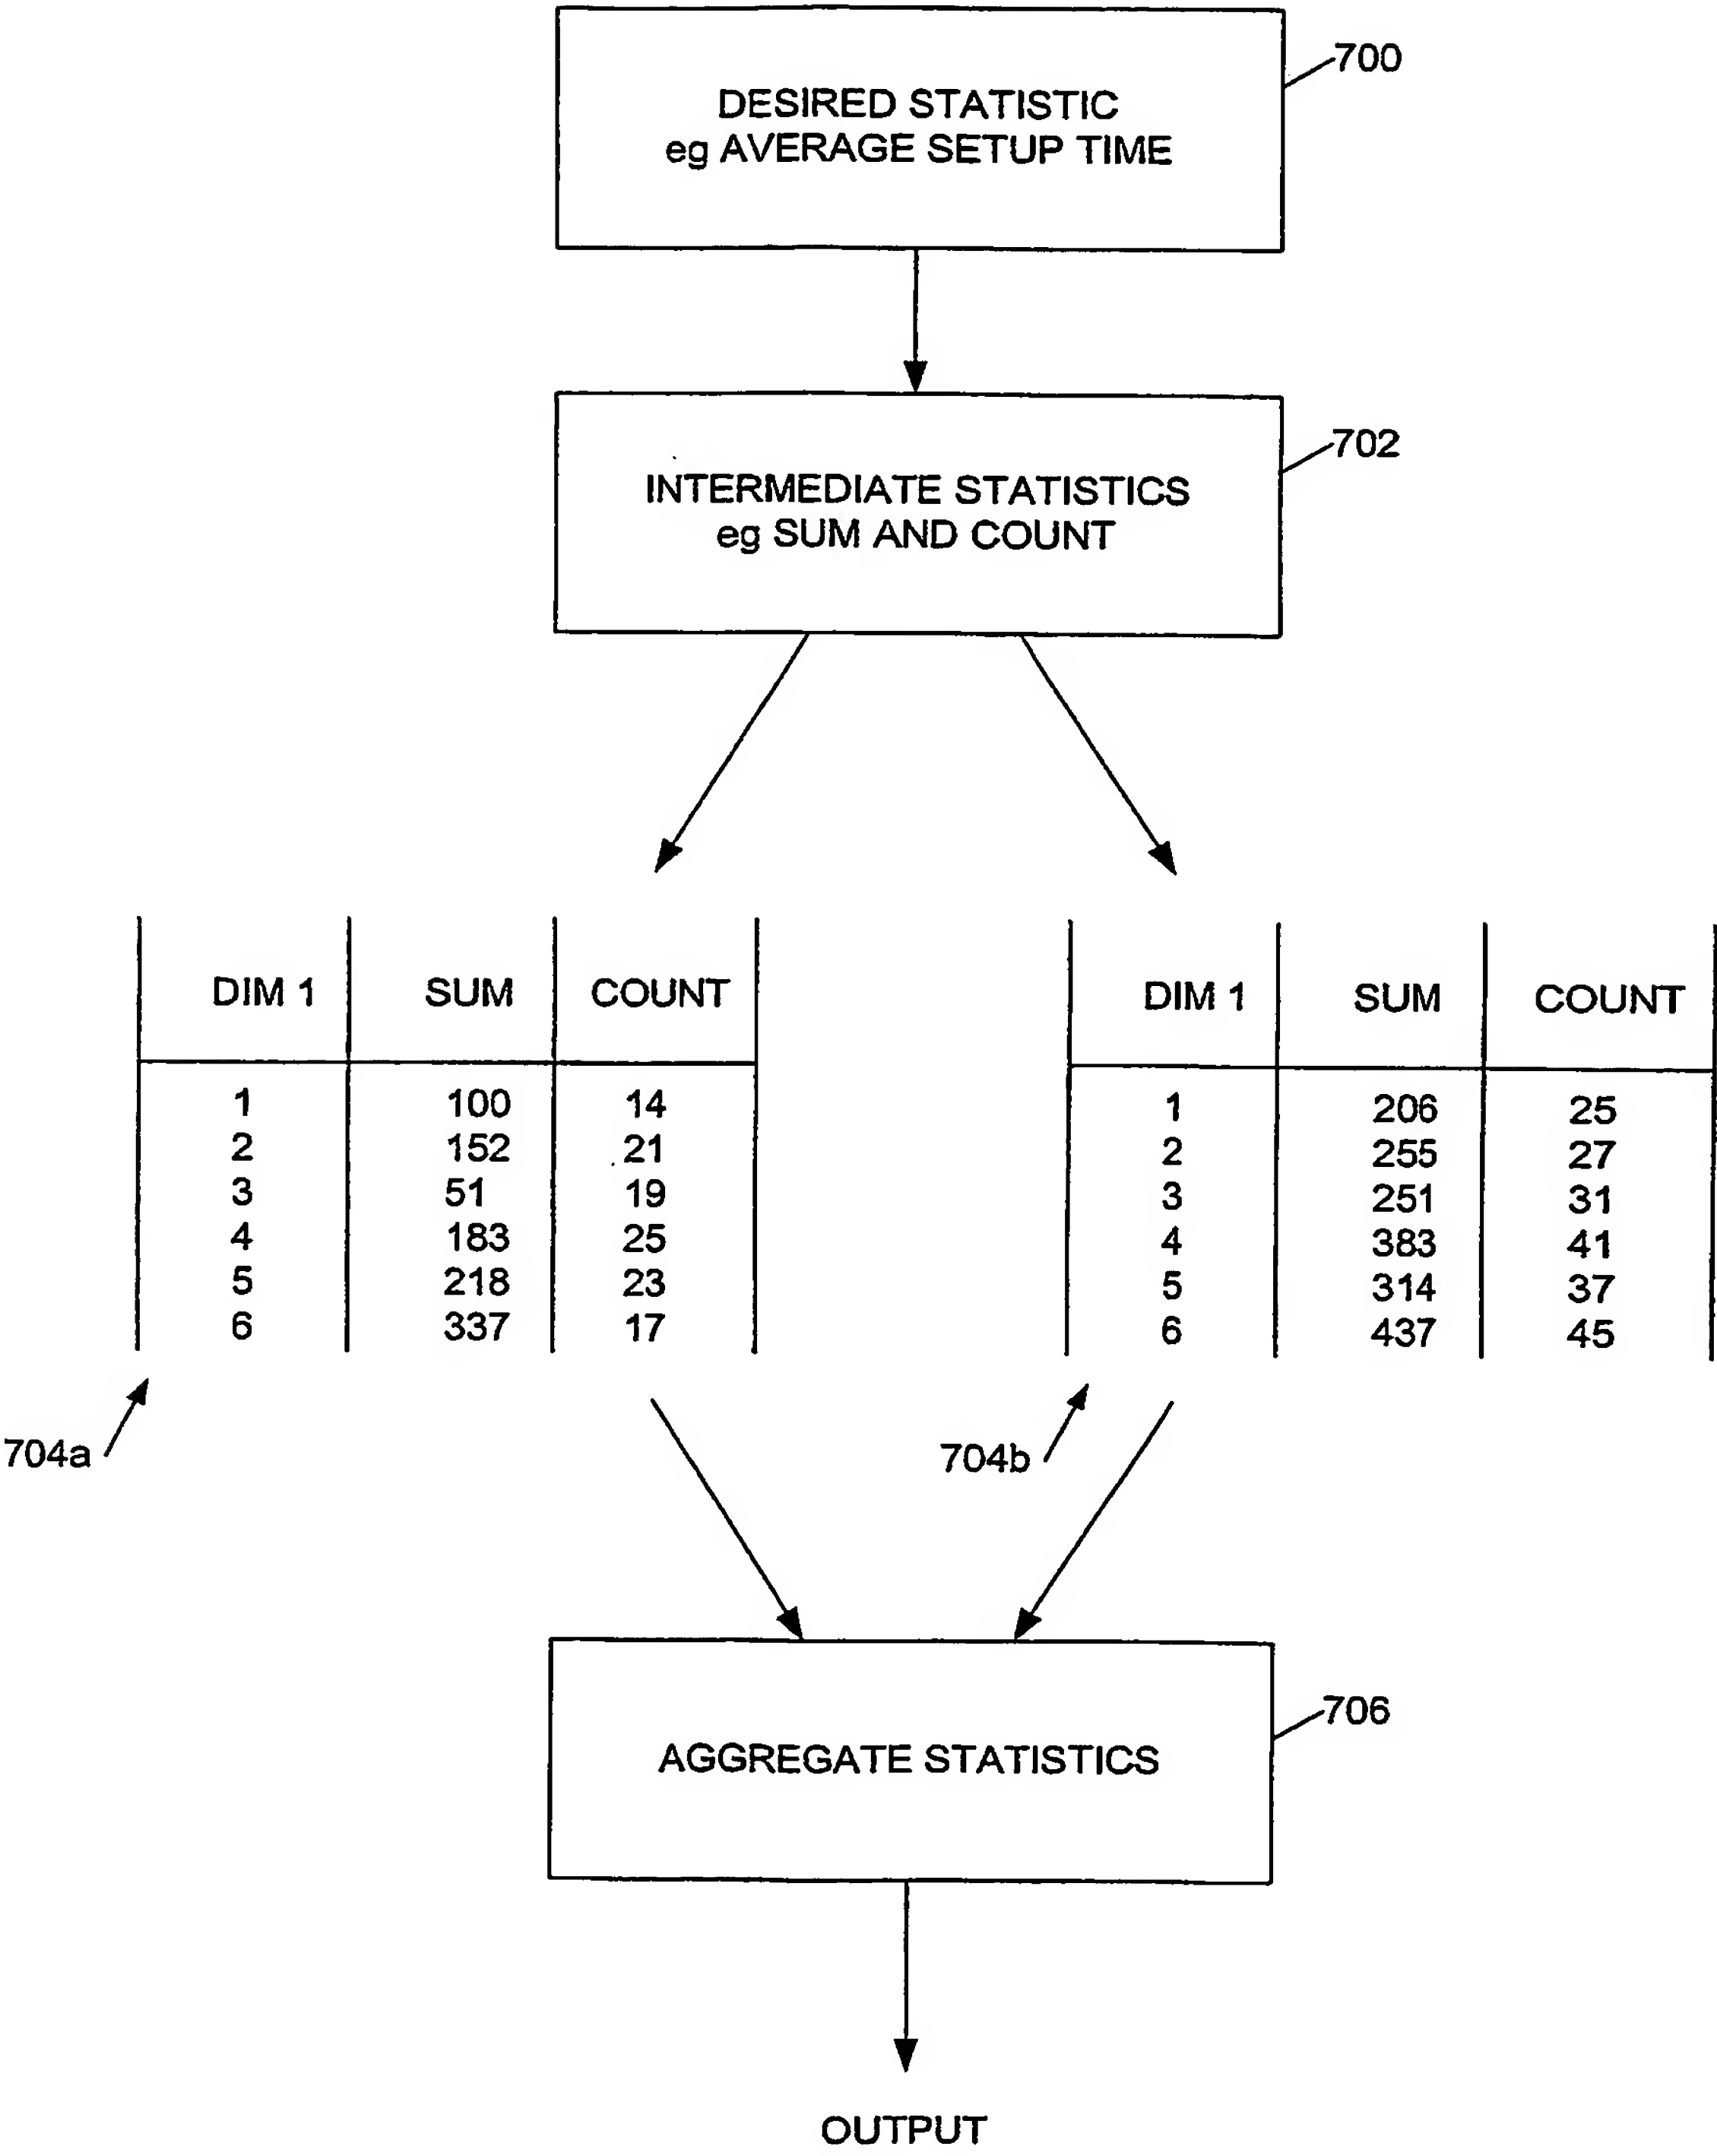 700
DESIRED STATISTIC
eg AVERAGE SETUP TIME
702
INTERMEDIATE STATISTICS
eg SUM AND COUNT
DIM 1 SUM COUNT
1 100 14
2 152 21
3 51 19
4 183 25
5 218 23
6 337 17
704a
DIM 1 SUM COUNT
1 206 25
2 255 27
3 251 31
4 383 41
5 314 37
6 437 45
704b
706
AGGREGATE STATISTICS
OUTPUT